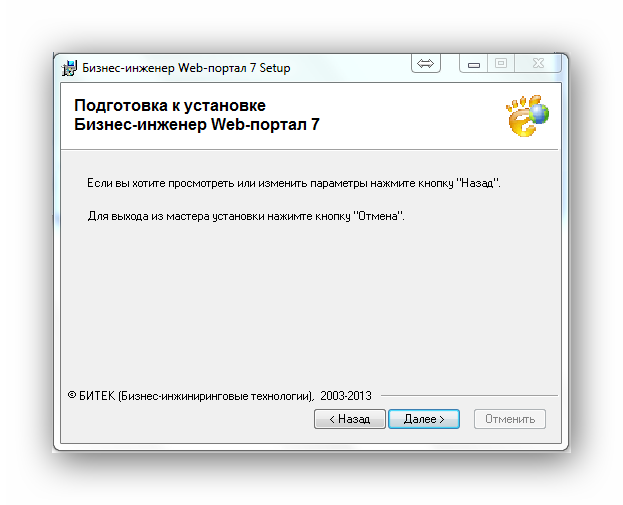 Бизнес-инженер Web-портал 7 Setup
Подготовка к установке
Бизнес-инженер Web-портал 7
Если вы хотите просмотреть или изменить параметры нажмите кнопку "Назад".
Для выхода из мастера установки нажмите кнопку "Отмена".
© БИТЕК (Бизнес-инжиниринговые технологии), 2003-2013
< Назад
Далее >
Отменить